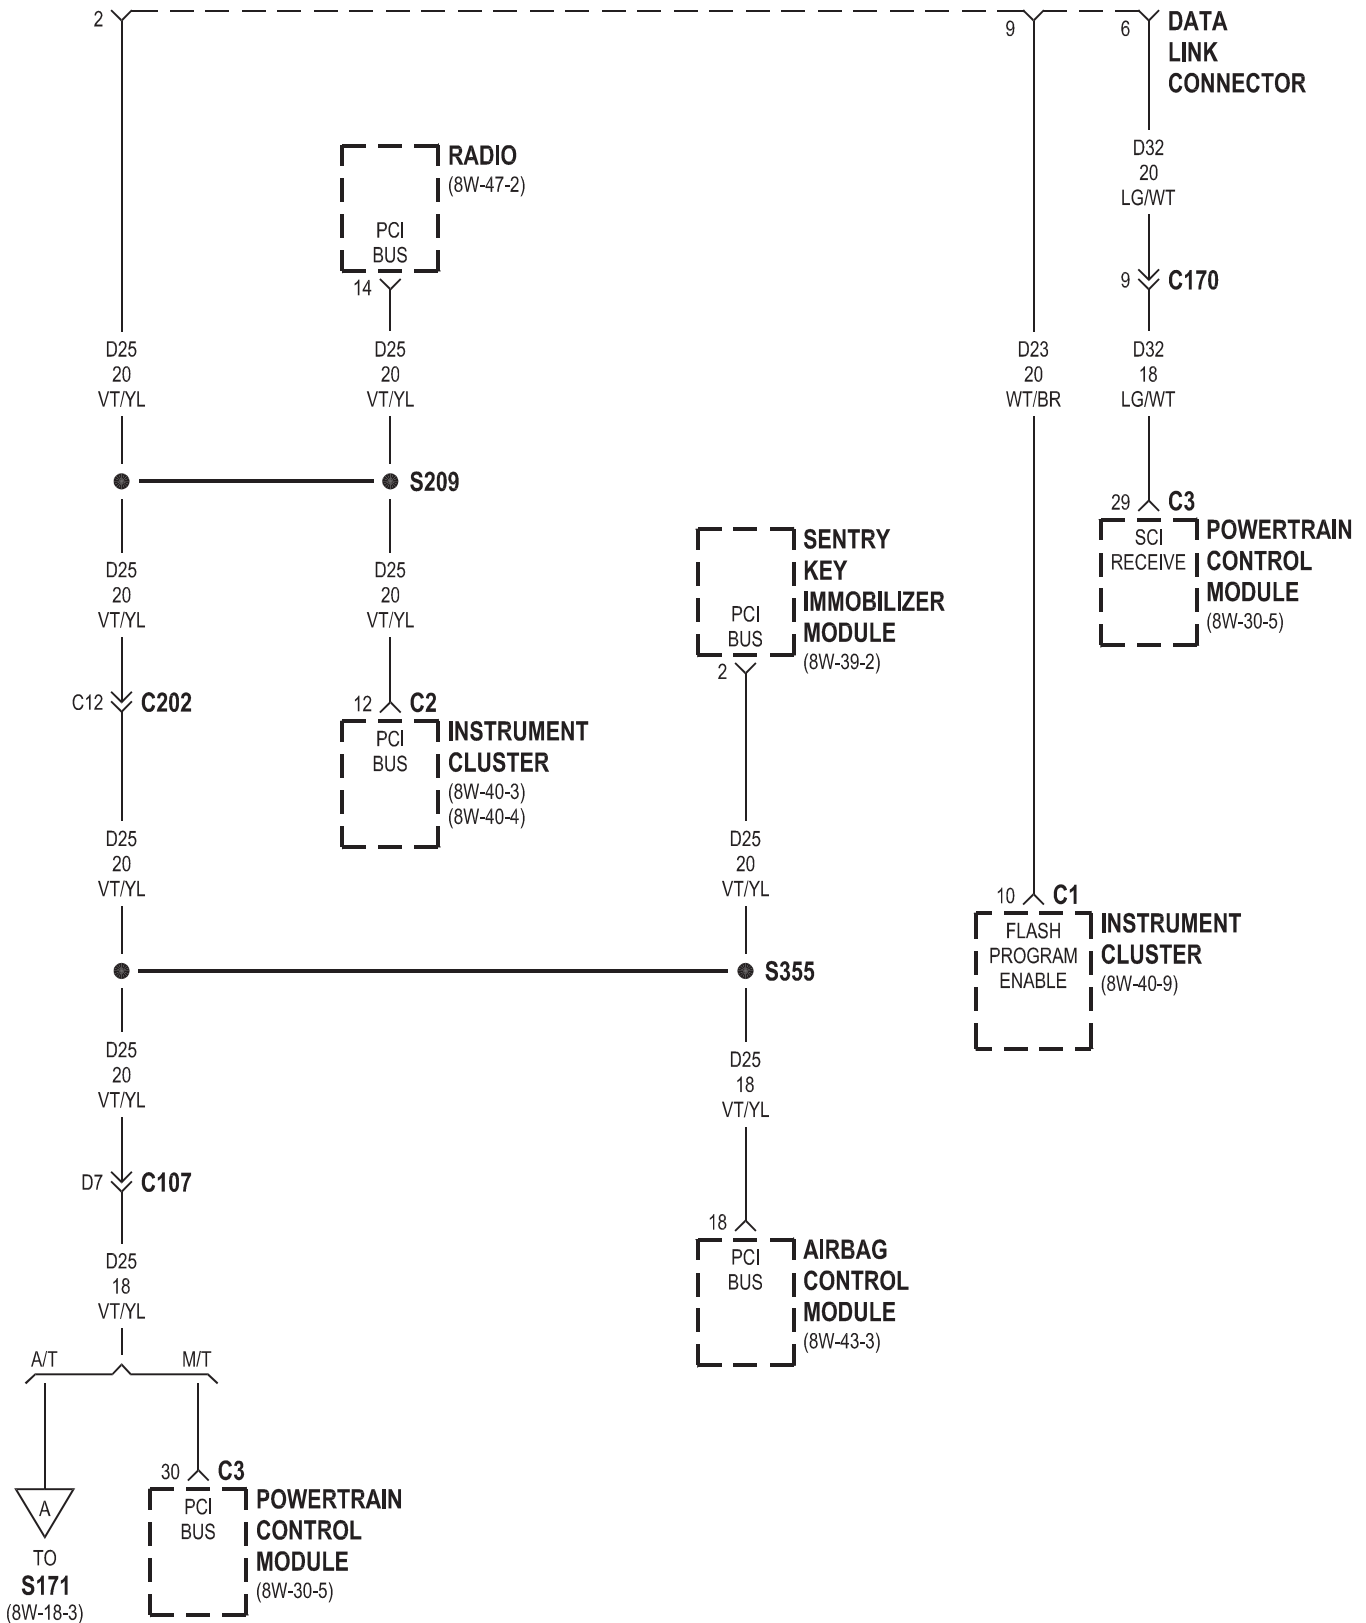 2
9
6
DATA
LINK
CONNECTOR
RADIO
(8W-47-2)
PCI
BUS
14
D32
20
LG/WT
9
C170
D25
20
VT/YL
D25
20
VT/YL
D23
20
WT/BR
D32
18
LG/WT
S209
29
C3
SCI
RECEIVE
POWERTRAIN
CONTROL
MODULE
(8W-30-5)
D25
20
VT/YL
D25
20
VT/YL
SENTRY
KEY
IMMOBILIZER
MODULE
(8W-39-2)
PCI
BUS
2
C12
C202
12
C2
PCI
BUS
INSTRUMENT
CLUSTER
(8W-40-3)
(8W-40-4)
D25
20
VT/YL
D25
20
VT/YL
10
C1
FLASH
PROGRAM
ENABLE
INSTRUMENT
CLUSTER
(8W-40-9)
S355
D25
20
VT/YL
D25
18
VT/YL
D7
C107
18
PCI
BUS
AIRBAG
CONTROL
MODULE
(8W-43-3)
D25
18
VT/YL
A/T
M/T
30
C3
PCI
BUS
POWERTRAIN
CONTROL
MODULE
(8W-30-5)
A
TO
S171
(8W-18-3)